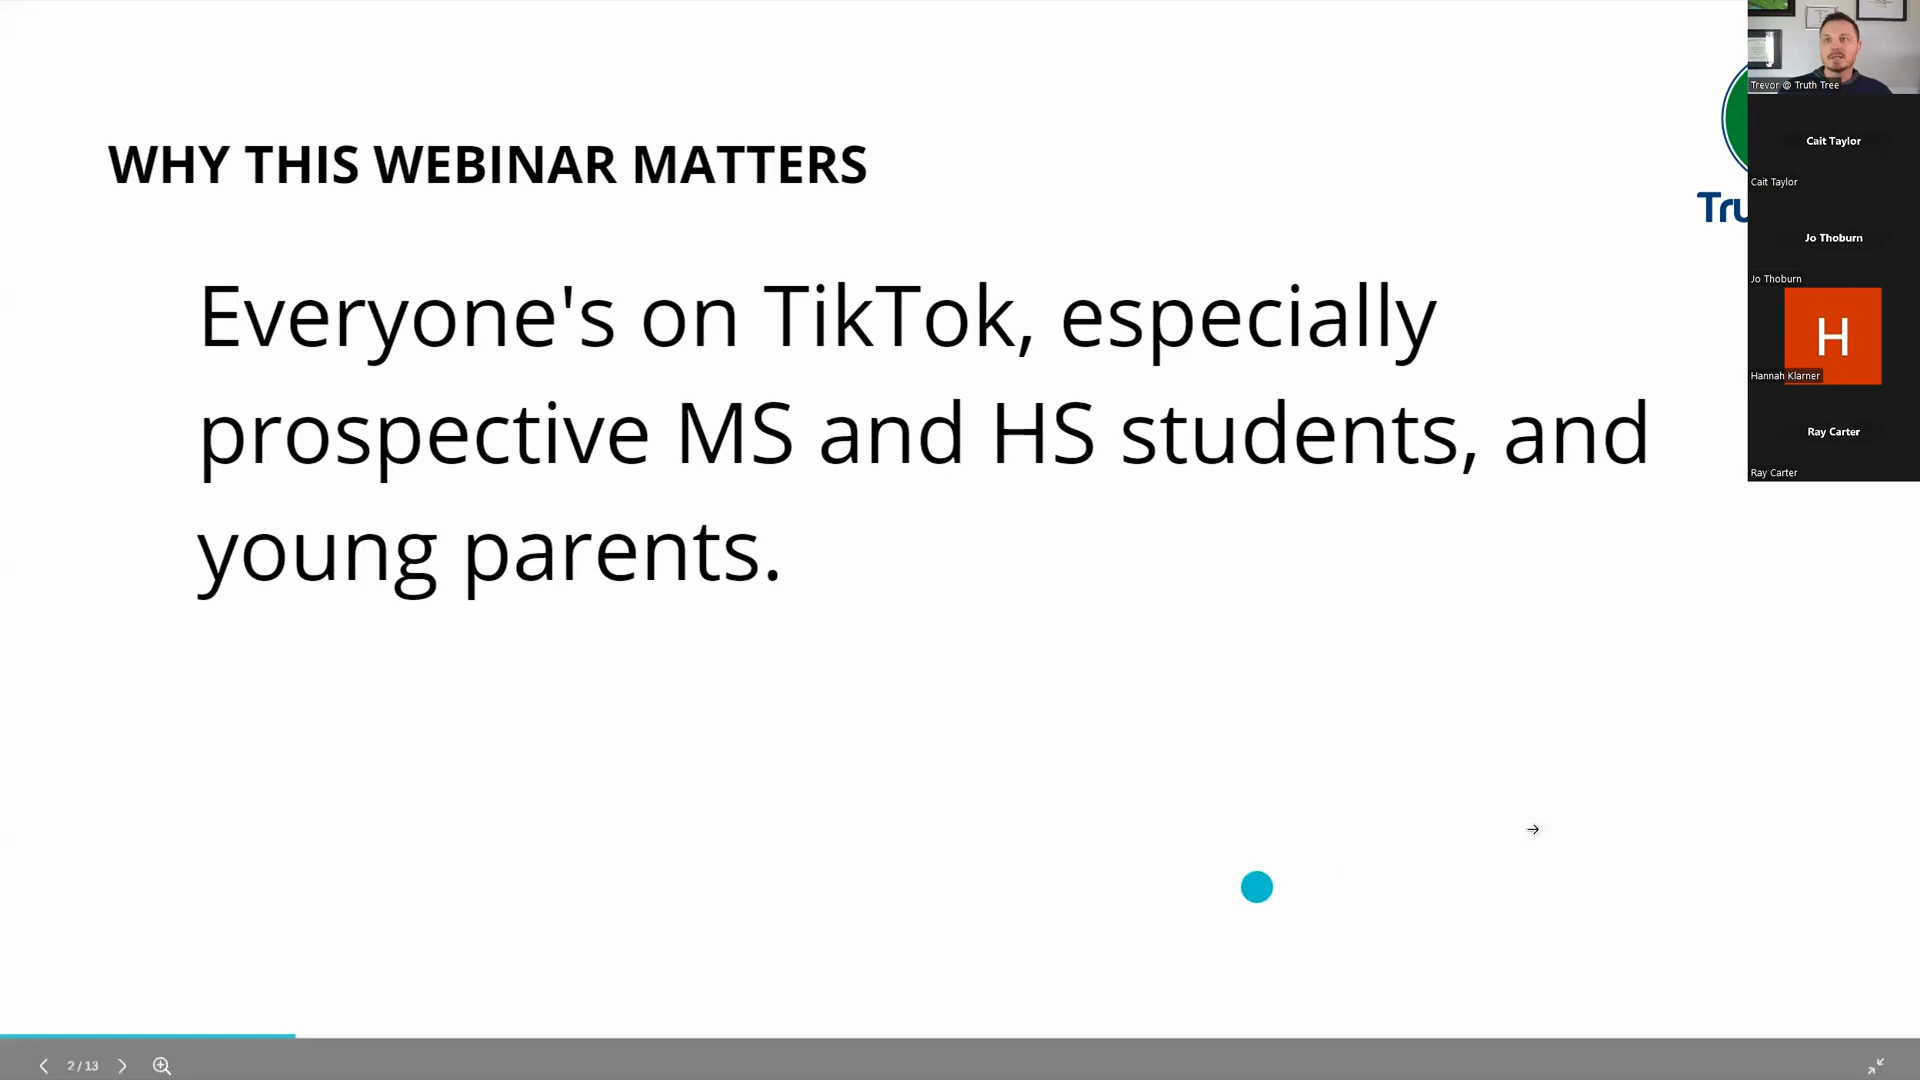 WHY THIS WEBINAR MATTERS
Everyone's on TikTok, especially
prospective MS and HS students, and
young parents.
Tru
Trevor @ Truth Tree
Cait Taylor
Cait Taylor
Jo Thoburn
Jo Thoburn
H
Hannah Klarner
Ray Carter
Ray Carter
2 / 13